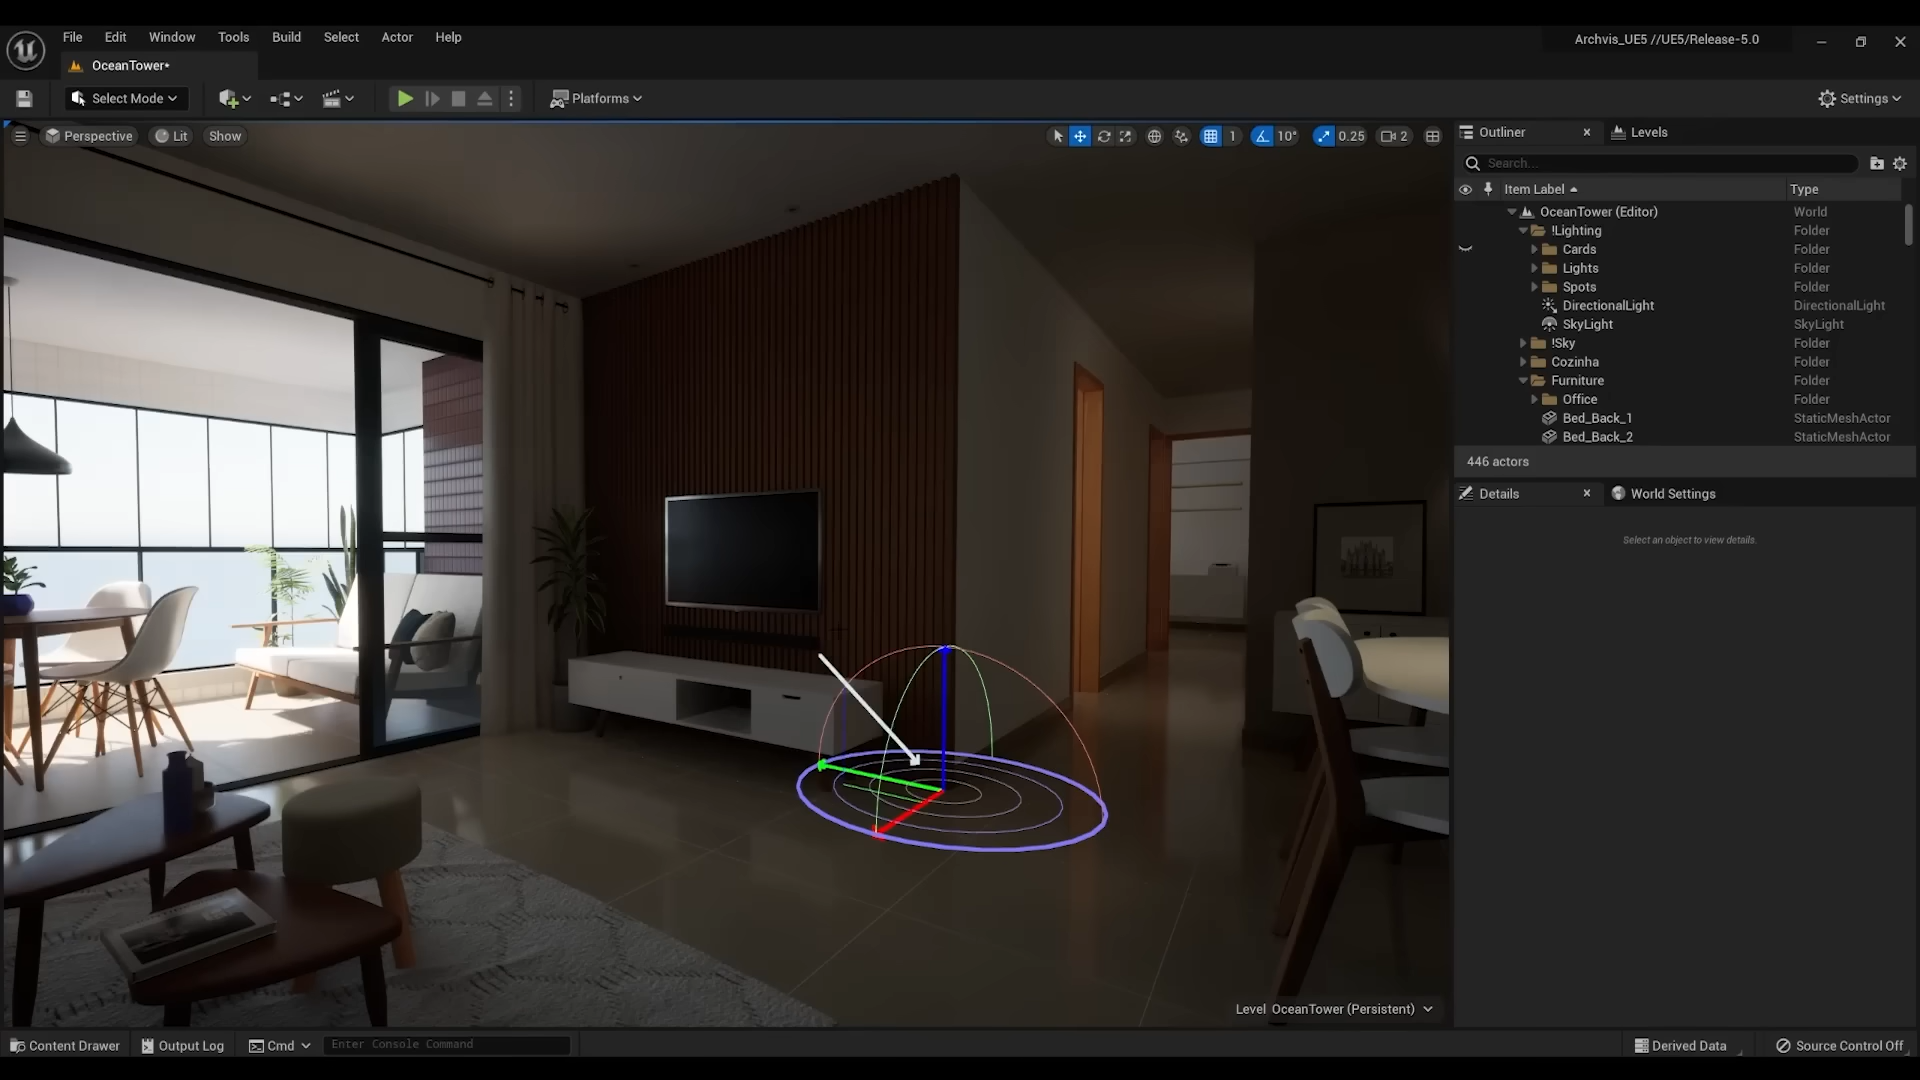 File Edit Window Tools Build Select Actor Help
Archvis_UE5 //UE5/Release-5.0
OceanTower•
Select Mode
Platforms
Settings
Perspective Lit Show
1 10° 0.25 2
Outliner
Levels
Search...
Item Label Type
OceanTower (Editor) World
!Lighting Folder
Cards Folder
Lights Folder
Spots Folder
DirectionalLight DirectionalLight
SkyLight SkyLight
!Sky Folder
Cozinha Folder
Furniture Folder
Office Folder
Bed_Back_1 StaticMeshActor
Bed_Back_2 StaticMeshActor
446 actors
Details
World Settings
Select an object to view details.
Level OceanTower (Persistent)
Content Drawer Output Log Cmd Enter Console Command
Derived Data Source Control Off